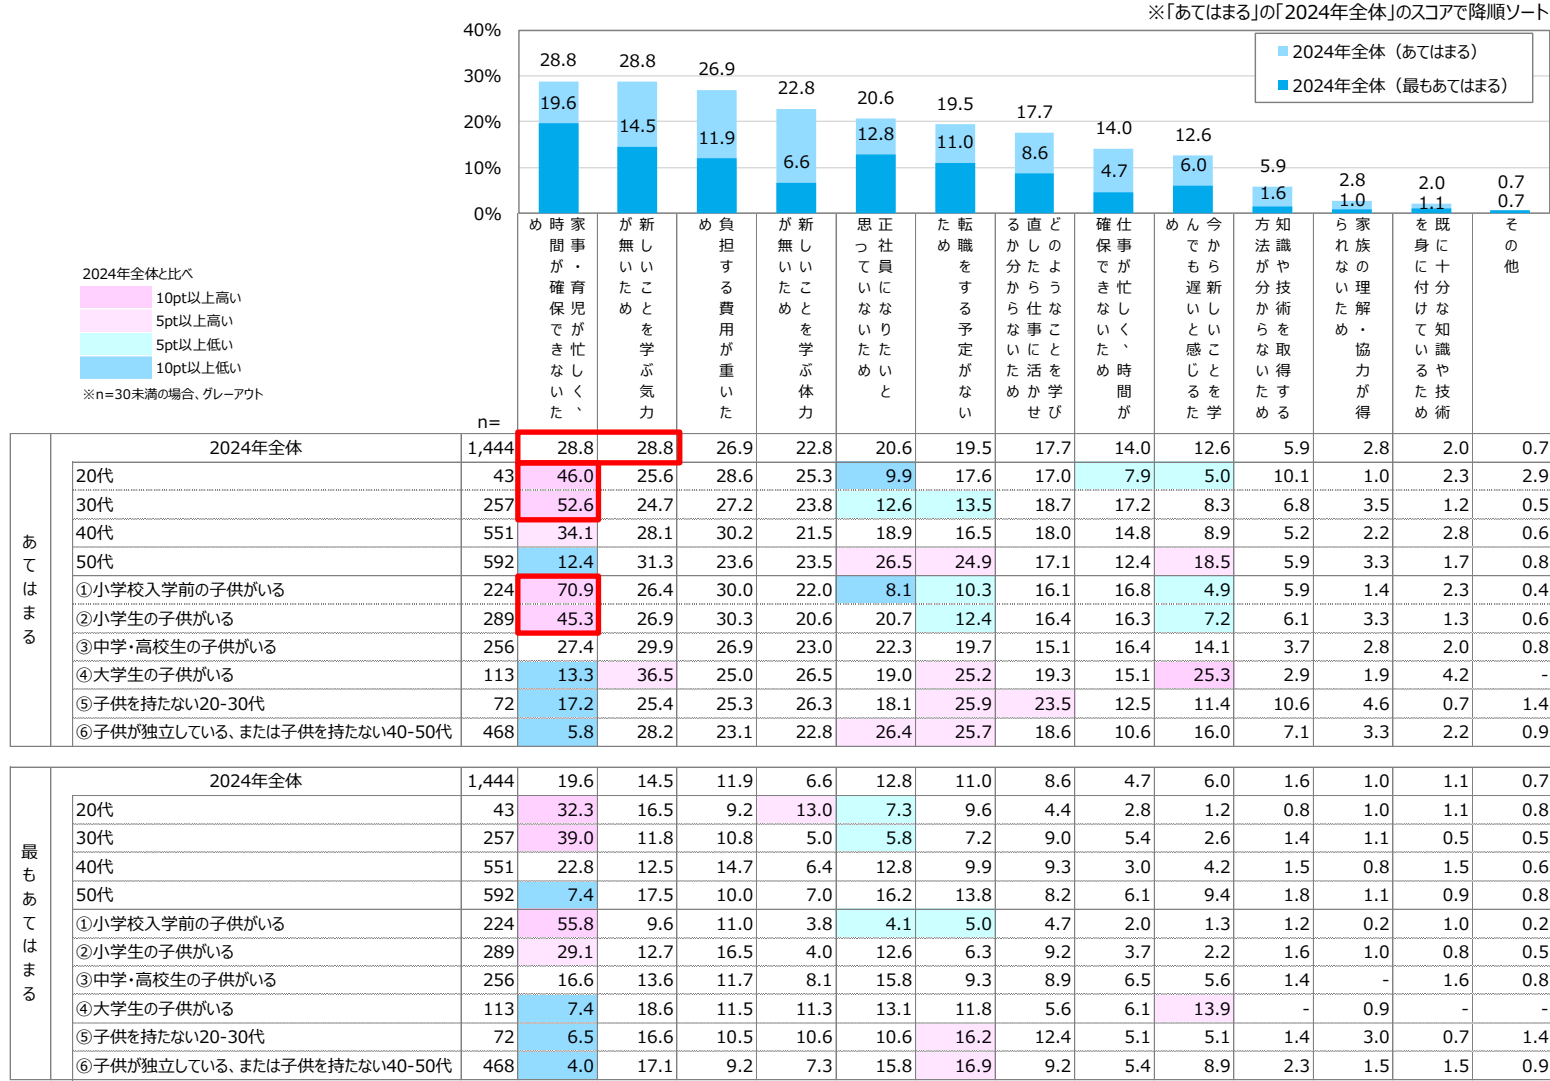 ※「あてはまる」の「2024年全体」のスコアで降順ソート
40%
30%
20%
10%
0%
2024年全体（あてはまる）
2024年全体（最もあてはまる）
28.8 28.8 26.9 22.8 20.6 19.5 17.7 14.0 12.6 5.9 2.8 2.0 0.7
19.6 14.5 11.9 6.6 12.8 11.0 8.6 4.7 6.0 1.6 1.0 1.1 0.7
家事・育児が忙しく、
時間が確保できないた
め
新しいことを学ぶ気力
が無いため
負担する費用が重いた
め
新しいことを学ぶ体力
が無いため
正社員になりたいと
思っていないため
転職をする予定がない
ため
どのようなことを学び
直したら仕事に活かせ
るか分からないため
仕事が忙しく、時間が
確保できないため
今から新しいことを学
んでも遅いと感じるた
め
知識や技術を取得する
方法が分からないため
家族の理解・協力が得
られないため
既に十分な知識や技術
を身に付けているため
その他
2024年全体と比べ
10pt以上高い
5pt以上高い
5pt以上低い
10pt以上低い
※n=30未満の場合、グレーアウト
n=
あてはまる
2024年全体 1,444 28.8 28.8 26.9 22.8 20.6 19.5 17.7 14.0 12.6 5.9 2.8 2.0 0.7
20代 43 46.0 25.6 28.6 25.3 9.9 17.6 17.0 7.9 5.0 10.1 1.0 2.3 2.9
30代 257 52.6 24.7 27.2 23.8 12.6 13.5 18.7 17.2 8.3 6.8 3.5 1.2 0.5
40代 551 34.1 28.1 30.2 21.5 18.9 16.5 18.0 14.8 8.9 5.2 2.2 2.8 0.6
50代 592 12.4 31.3 23.6 23.5 26.5 24.9 17.1 12.4 18.5 5.9 3.3 1.7 0.8
①小学校入学前の子供がいる 224 70.9 26.4 30.0 22.0 8.1 10.3 16.1 16.8 4.9 5.9 1.4 2.3 0.4
②小学生の子供がいる 289 45.3 26.9 30.3 20.6 20.7 12.4 16.4 16.3 7.2 6.1 3.3 1.3 0.6
③中学・高校生の子供がいる 256 27.4 29.9 26.9 23.0 22.3 19.7 15.1 16.4 14.1 3.7 2.8 2.0 0.8
④大学生の子供がいる 113 13.3 36.5 25.0 26.5 19.0 25.2 19.3 15.1 25.3 2.9 1.9 4.2 -
⑤子供を持たない20-30代 72 17.2 25.4 25.3 26.3 18.1 25.9 23.5 12.5 11.4 10.6 4.6 0.7 1.4
⑥子供が独立している、または子供を持たない40-50代 468 5.8 28.2 23.1 22.8 26.4 25.7 18.6 10.6 16.0 7.1 3.3 2.2 0.9
最もあてはまる
2024年全体 1,444 19.6 14.5 11.9 6.6 12.8 11.0 8.6 4.7 6.0 1.6 1.0 1.1 0.7
20代 43 32.3 16.5 9.2 13.0 7.3 9.6 4.4 2.8 1.2 0.8 1.0 1.1 0.8
30代 257 39.0 11.8 10.8 5.0 5.8 7.2 9.0 5.4 2.6 1.4 1.1 0.5 0.5
40代 551 22.8 12.5 14.7 6.4 12.8 9.9 9.3 3.0 4.2 1.5 0.8 1.5 0.6
50代 592 7.4 17.5 10.0 7.0 16.2 13.8 8.2 6.1 9.4 1.8 1.1 0.9 0.8
①小学校入学前の子供がいる 224 55.8 9.6 11.0 3.8 4.1 5.0 4.7 2.0 1.3 1.2 0.2 1.0 0.2
②小学生の子供がいる 289 29.1 12.7 16.5 4.0 12.6 6.3 9.2 3.7 2.2 1.6 1.0 0.8 0.5
③中学・高校生の子供がいる 256 16.6 13.6 11.7 8.1 15.8 9.3 8.9 6.5 5.6 1.4 - 1.6 0.8
④大学生の子供がいる 113 7.4 18.6 11.5 11.3 13.1 11.8 5.6 6.1 13.9 - 0.9 - -
⑤子供を持たない20-30代 72 6.5 16.6 10.5 10.6 10.6 16.2 12.4 5.1 5.1 1.4 3.0 0.7 1.4
⑥子供が独立している、または子供を持たない40-50代 468 4.0 17.1 9.2 7.3 15.8 16.9 9.2 5.4 8.9 2.3 1.5 1.5 0.9